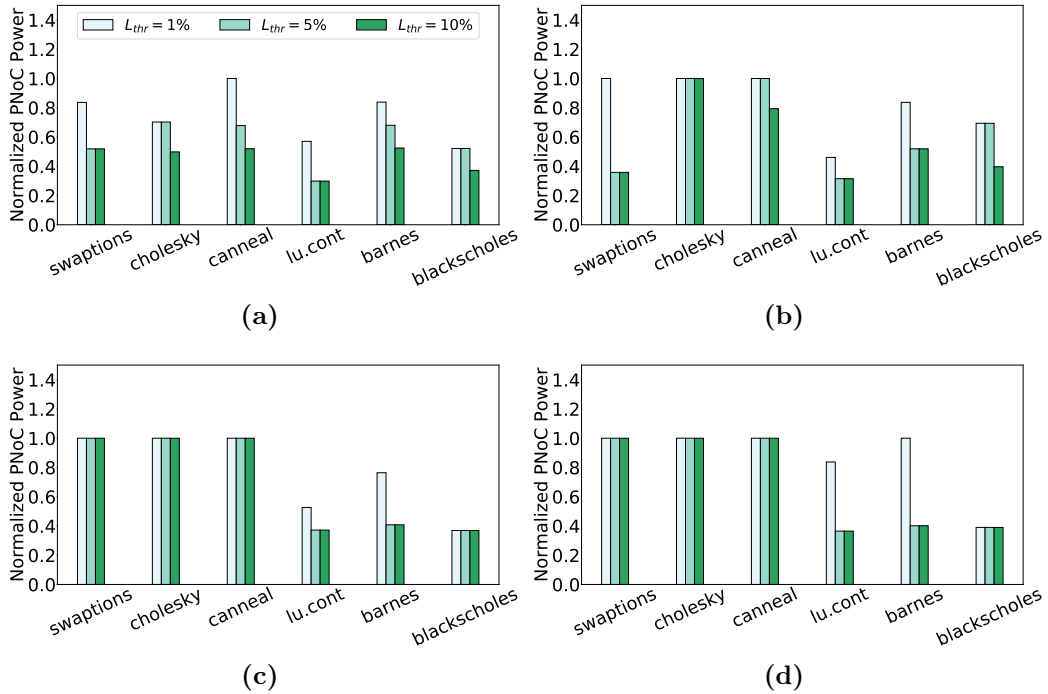 Normalized PNoC Power
1.4
1.2
1.0
0.8
0.6
0.4
0.2
0.0
L_thr = 1% L_thr = 5% L_thr = 10%
swaptions cholesky canneal lu.cont barnes blackscholes
(a)
Normalized PNoC Power
1.4
1.2
1.0
0.8
0.6
0.4
0.2
0.0
swaptions cholesky canneal lu.cont barnes blackscholes
(b)
Normalized PNoC Power
1.4
1.2
1.0
0.8
0.6
0.4
0.2
0.0
swaptions cholesky canneal lu.cont barnes blackscholes
(c)
Normalized PNoC Power
1.4
1.2
1.0
0.8
0.6
0.4
0.2
0.0
swaptions cholesky canneal lu.cont barnes blackscholes
(d)